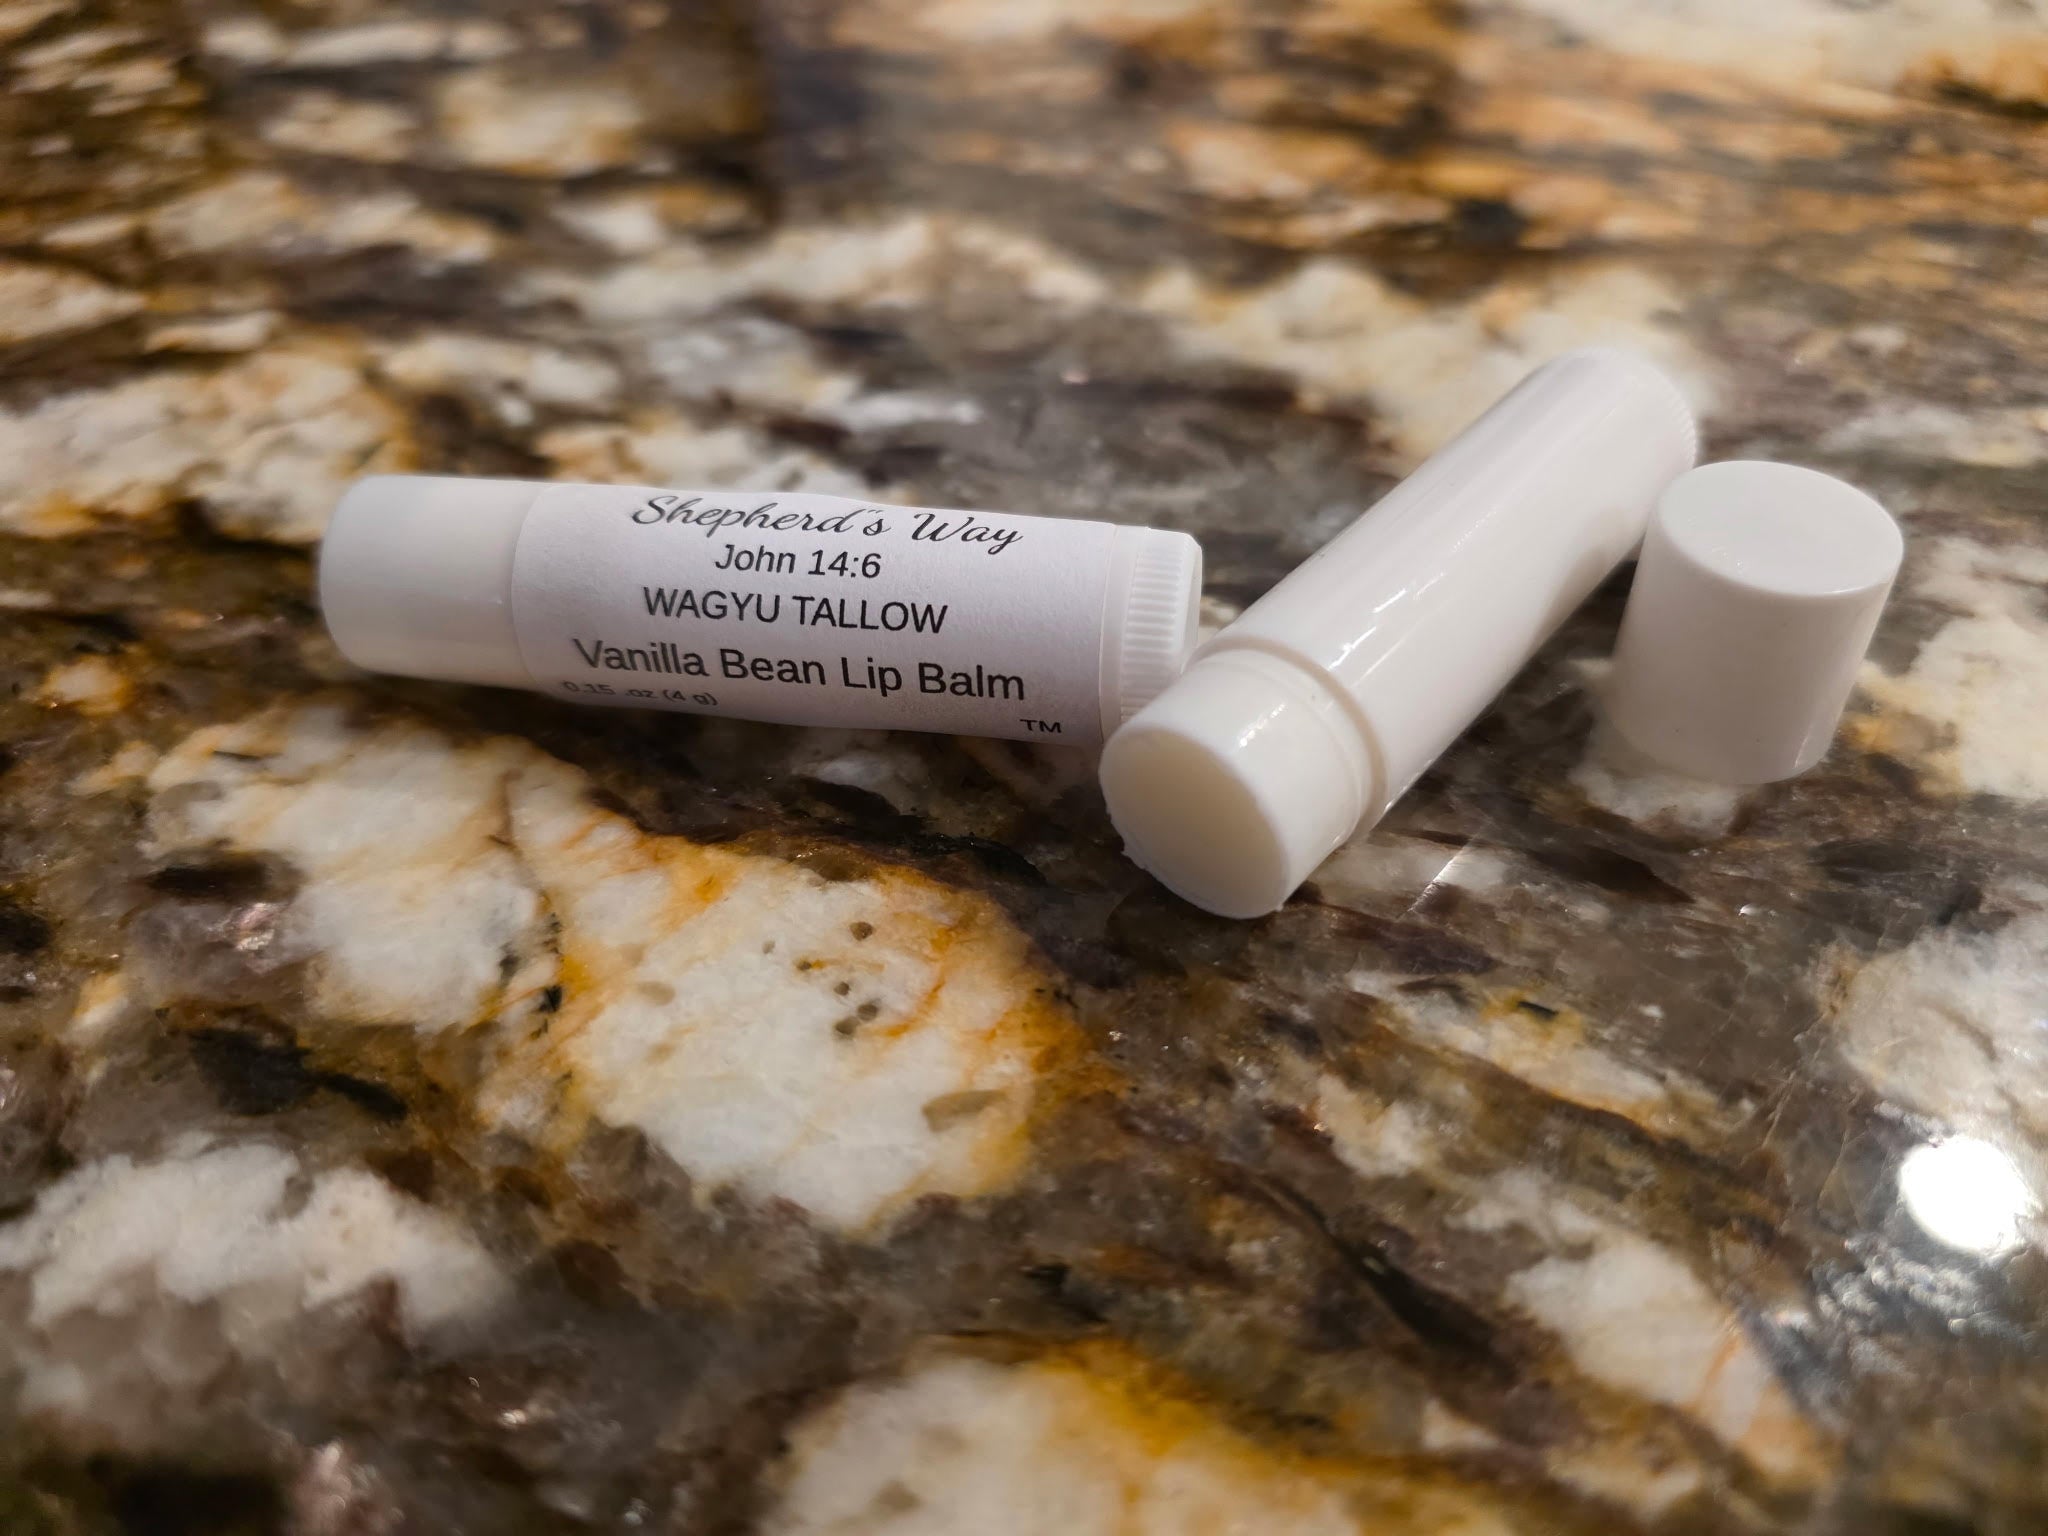 Shepherd"s Way
John 14:6
WAGYU TALLOW
Vanilla Bean Lip Balm
0.15 .oz (4 g)
TM